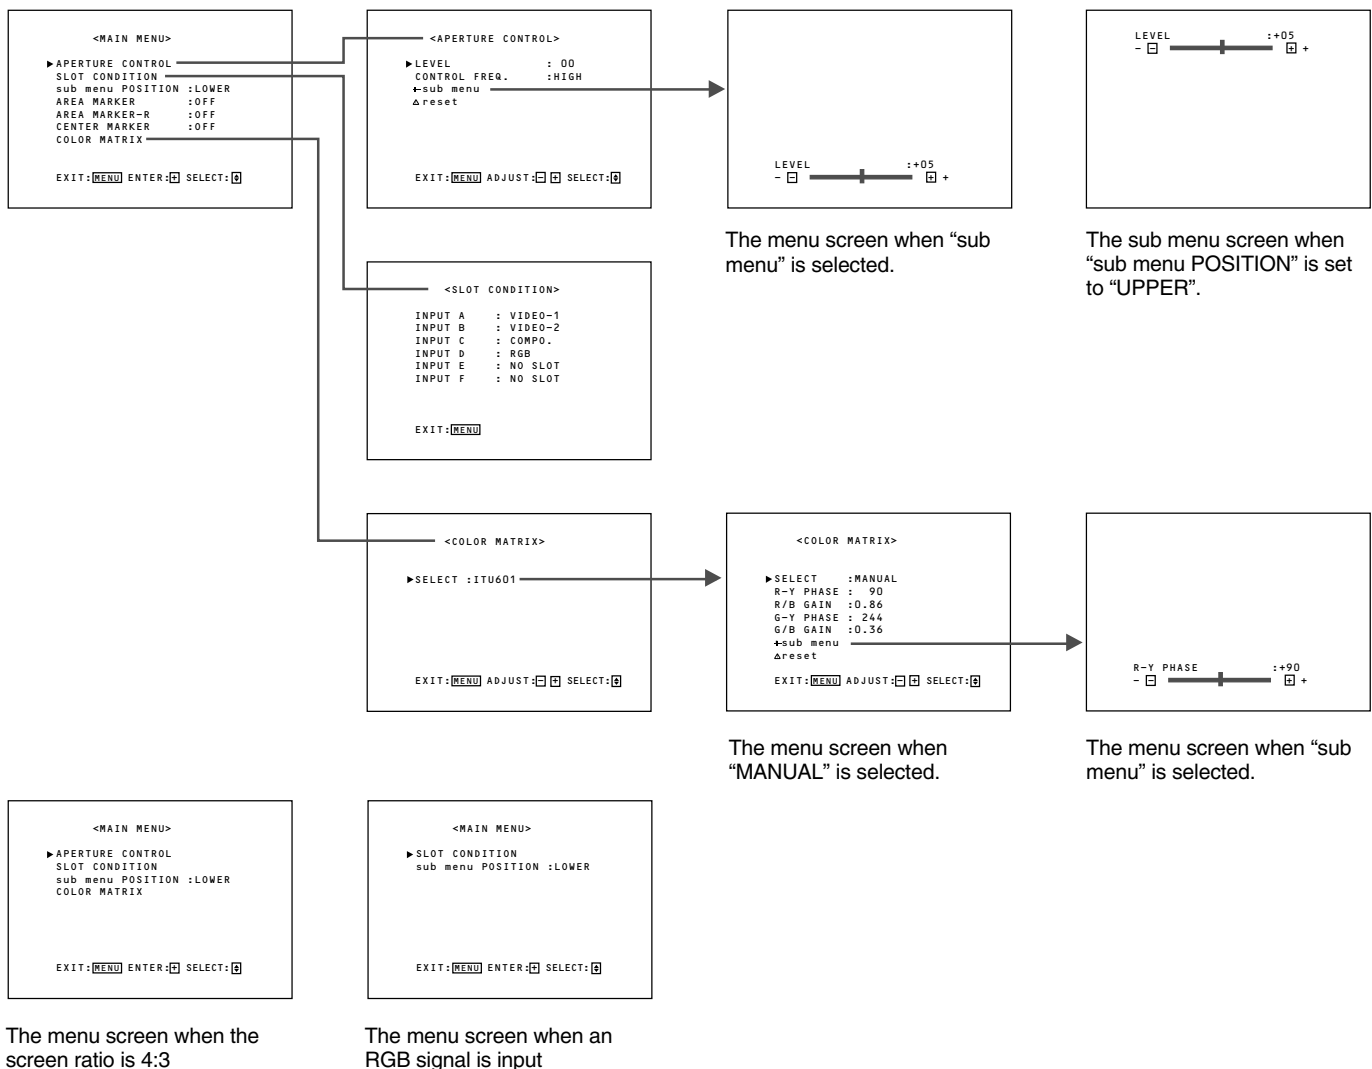 <MAIN MENU>
▶APERTURE CONTROL
SLOT CONDITION
sub menu POSITION :LOWER
AREA MARKER :OFF
AREA MARKER-R :OFF
CENTER MARKER :OFF
COLOR MATRIX
EXIT:MENU ENTER:+ SELECT:
<APERTURE CONTROL>
▶LEVEL : 00
CONTROL FREQ. :HIGH
sub menu
reset
EXIT:MENU ADJUST:- + SELECT:
LEVEL :+05
- - + +
The menu screen when “sub
menu” is selected.
LEVEL :+05
- - + +
The sub menu screen when
“sub menu POSITION” is set
to “UPPER”.
<SLOT CONDITION>
INPUT A : VIDEO-1
INPUT B : VIDEO-2
INPUT C : COMPO.
INPUT D : RGB
INPUT E : NO SLOT
INPUT F : NO SLOT
EXIT:MENU
<COLOR MATRIX>
▶SELECT :ITU601
EXIT:MENU ADJUST:- + SELECT:
<COLOR MATRIX>
▶SELECT :MANUAL
R-Y PHASE : 90
R/B GAIN :0.86
G-Y PHASE : 244
G/B GAIN :0.36
sub menu
reset
EXIT:MENU ADJUST:- + SELECT:
The menu screen when
“MANUAL” is selected.
R-Y PHASE :+90
- - + +
The menu screen when “sub
menu” is selected.
<MAIN MENU>
▶APERTURE CONTROL
SLOT CONDITION
sub menu POSITION :LOWER
COLOR MATRIX
EXIT:MENU ENTER:+ SELECT:
The menu screen when the
screen ratio is 4:3
<MAIN MENU>
▶SLOT CONDITION
sub menu POSITION :LOWER
EXIT:MENU ENTER:+ SELECT:
The menu screen when an
RGB signal is input